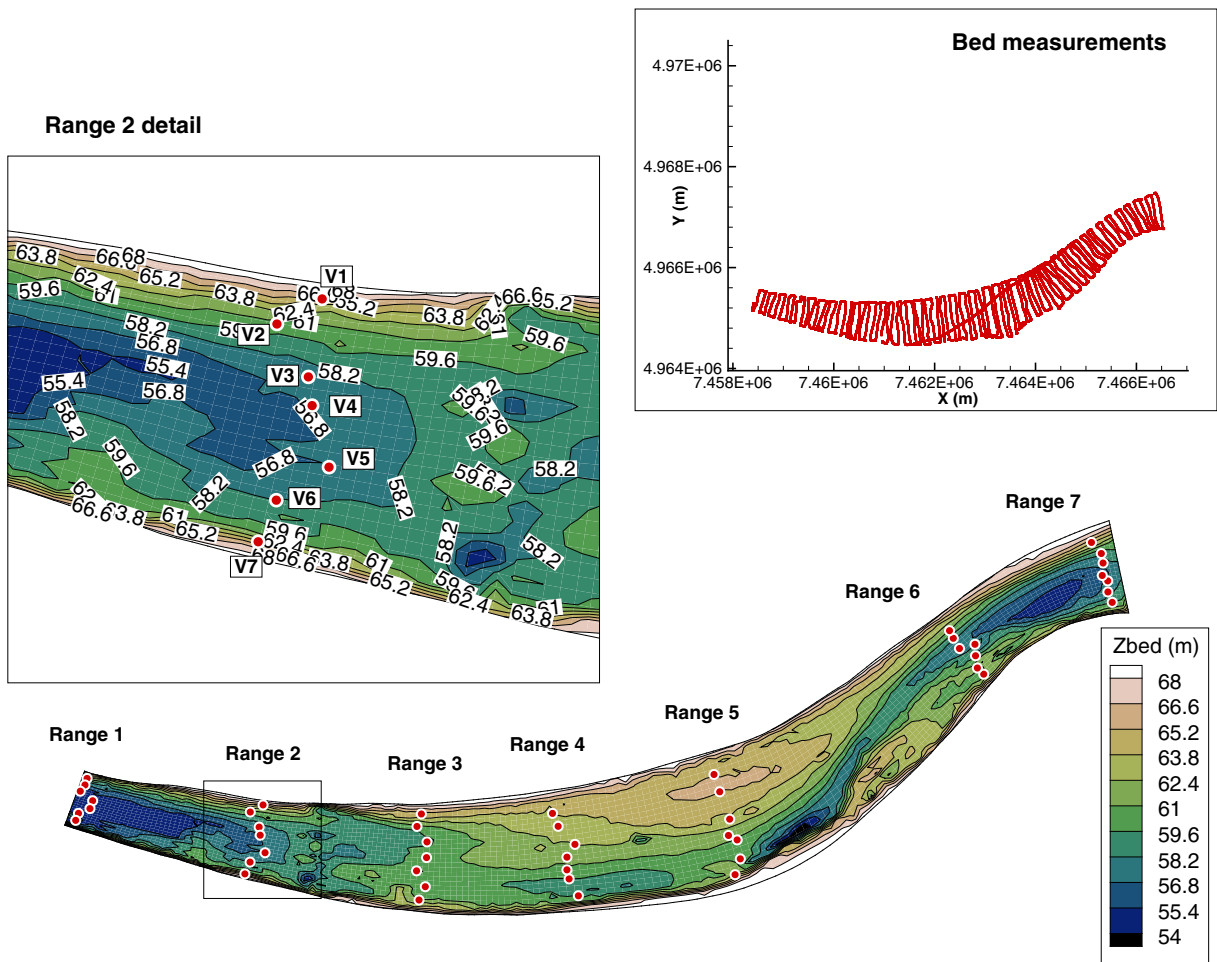 Bed measurements
4.97E+06
4.968E+06
4.966E+06
4.964E+06
Y (m)
7.458E+06 7.46E+06 7.462E+06 7.464E+06 7.466E+06
X (m)
Range 2 detail
63.8 66.6 68
62.4 65.2
59.6 61 63.8
V1
66.6 68 65.2 66.6 65.2
62.4 63.8 62.4
V2 59.6 61 61
58.2 59.6 59.6
56.8
55.4 V3 58.2
55.4 56.8 58.2
V4 59.6
58.2 56.8 59.6
59.6 56.8 V5 58.2
59.6 58.2
58.2 V6 58.2
62 61 59.6
66.6 63.8 65.2 62.4 58.2 58.2
V7 68 66.6 63.8 61
65.2 59.6
62.4 61
63.8
Range 1
Range 2
Range 3
Range 4
Range 5
Range 6
Range 7
Zbed (m)
68
66.6
65.2
63.8
62.4
61
59.6
58.2
56.8
55.4
54